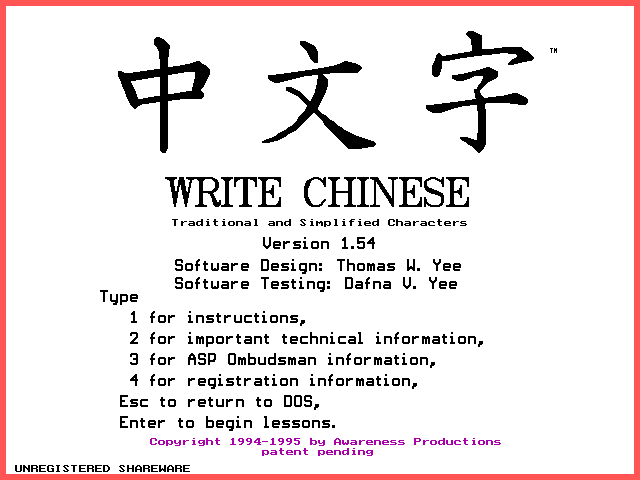 中文字™
WRITE CHINESE
Traditional and Simplified Characters
Version 1.54
Software Design: Thomas W. Yee
Software Testing: Dafna V. Yee
Type
1 for instructions,
2 for important technical information,
3 for ASP Ombudsman information,
4 for registration information,
Esc to return to DOS,
Enter to begin lessons.
Copyright 1994-1995 by Awareness Productions
patent pending
UNREGISTERED SHAREWARE